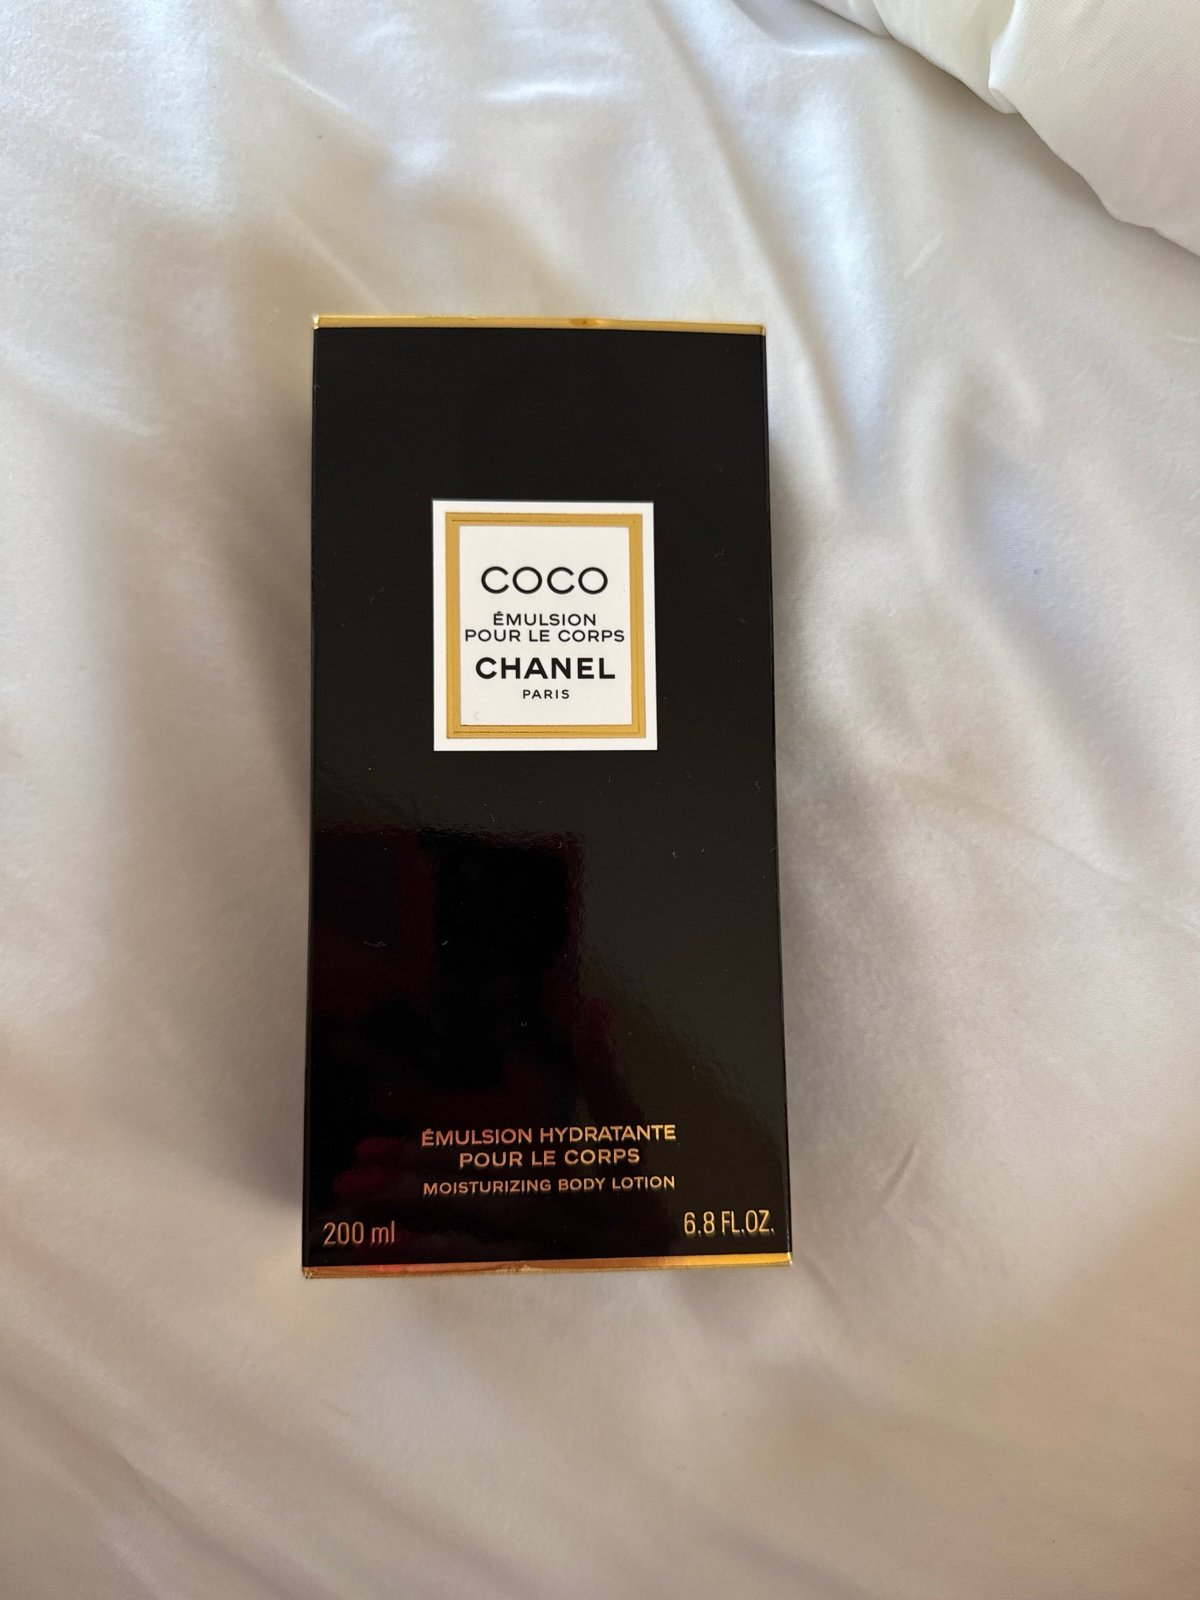 COCO
ÉMULSION
POUR LE CORPS
CHANEL
PARIS
ÉMULSION HYDRATANTE
POUR LE CORPS
MOISTURIZING BODY LOTION
200 ml
6.8 FL.OZ.